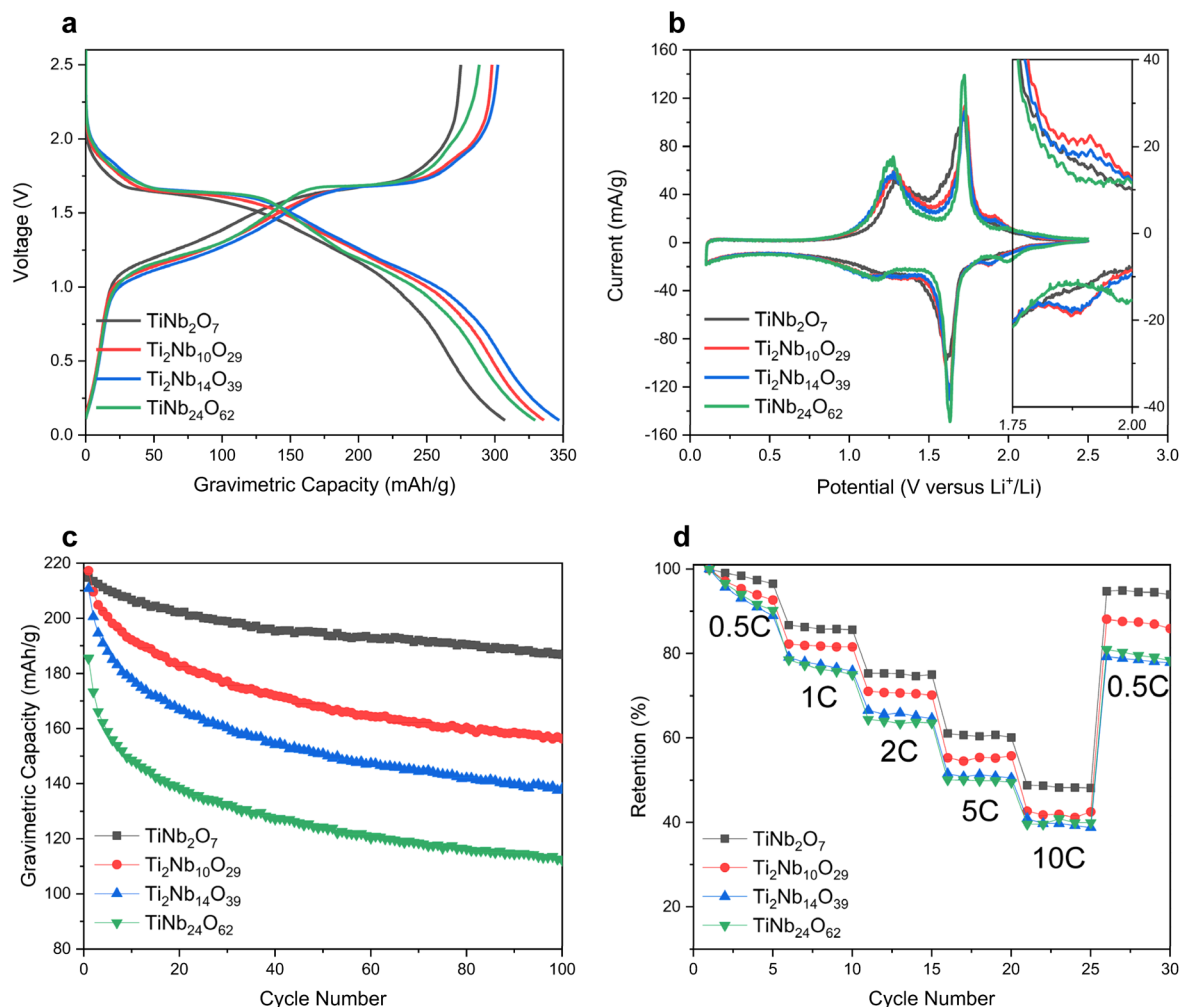 a
2.5
2.0
1.5
1.0
0.5
0.0
Voltage (V)
TiNb₂O₇
Ti₂Nb₁₀O₂₉
Ti₂Nb₁₄O₃₉
TiNb₂₄O₆₂
0 50 100 150 200 250 300 350
Gravimetric Capacity (mAh/g)
b
160
120
80
40
0
-40
-80
-120
-160
Current (mA/g)
40
20
0
-20
-40
1.75 2.00
TiNb₂O₇
Ti₂Nb₁₀O₂₉
Ti₂Nb₁₄O₃₉
TiNb₂₄O₆₂
0.0 0.5 1.0 1.5 2.0 2.5 3.0
Potential (V versus Li⁺/Li)
c
220
200
180
160
140
120
100
80
Gravimetric Capacity (mAh/g)
TiNb₂O₇
Ti₂Nb₁₀O₂₉
Ti₂Nb₁₄O₃₉
TiNb₂₄O₆₂
0 20 40 60 80 100
Cycle Number
d
100
80
60
40
20
Retention (%)
0.5C
1C
2C
5C
10C
0.5C
TiNb₂O₇
Ti₂Nb₁₀O₂₉
Ti₂Nb₁₄O₃₉
TiNb₂₄O₆₂
0 5 10 15 20 25 30
Cycle Number